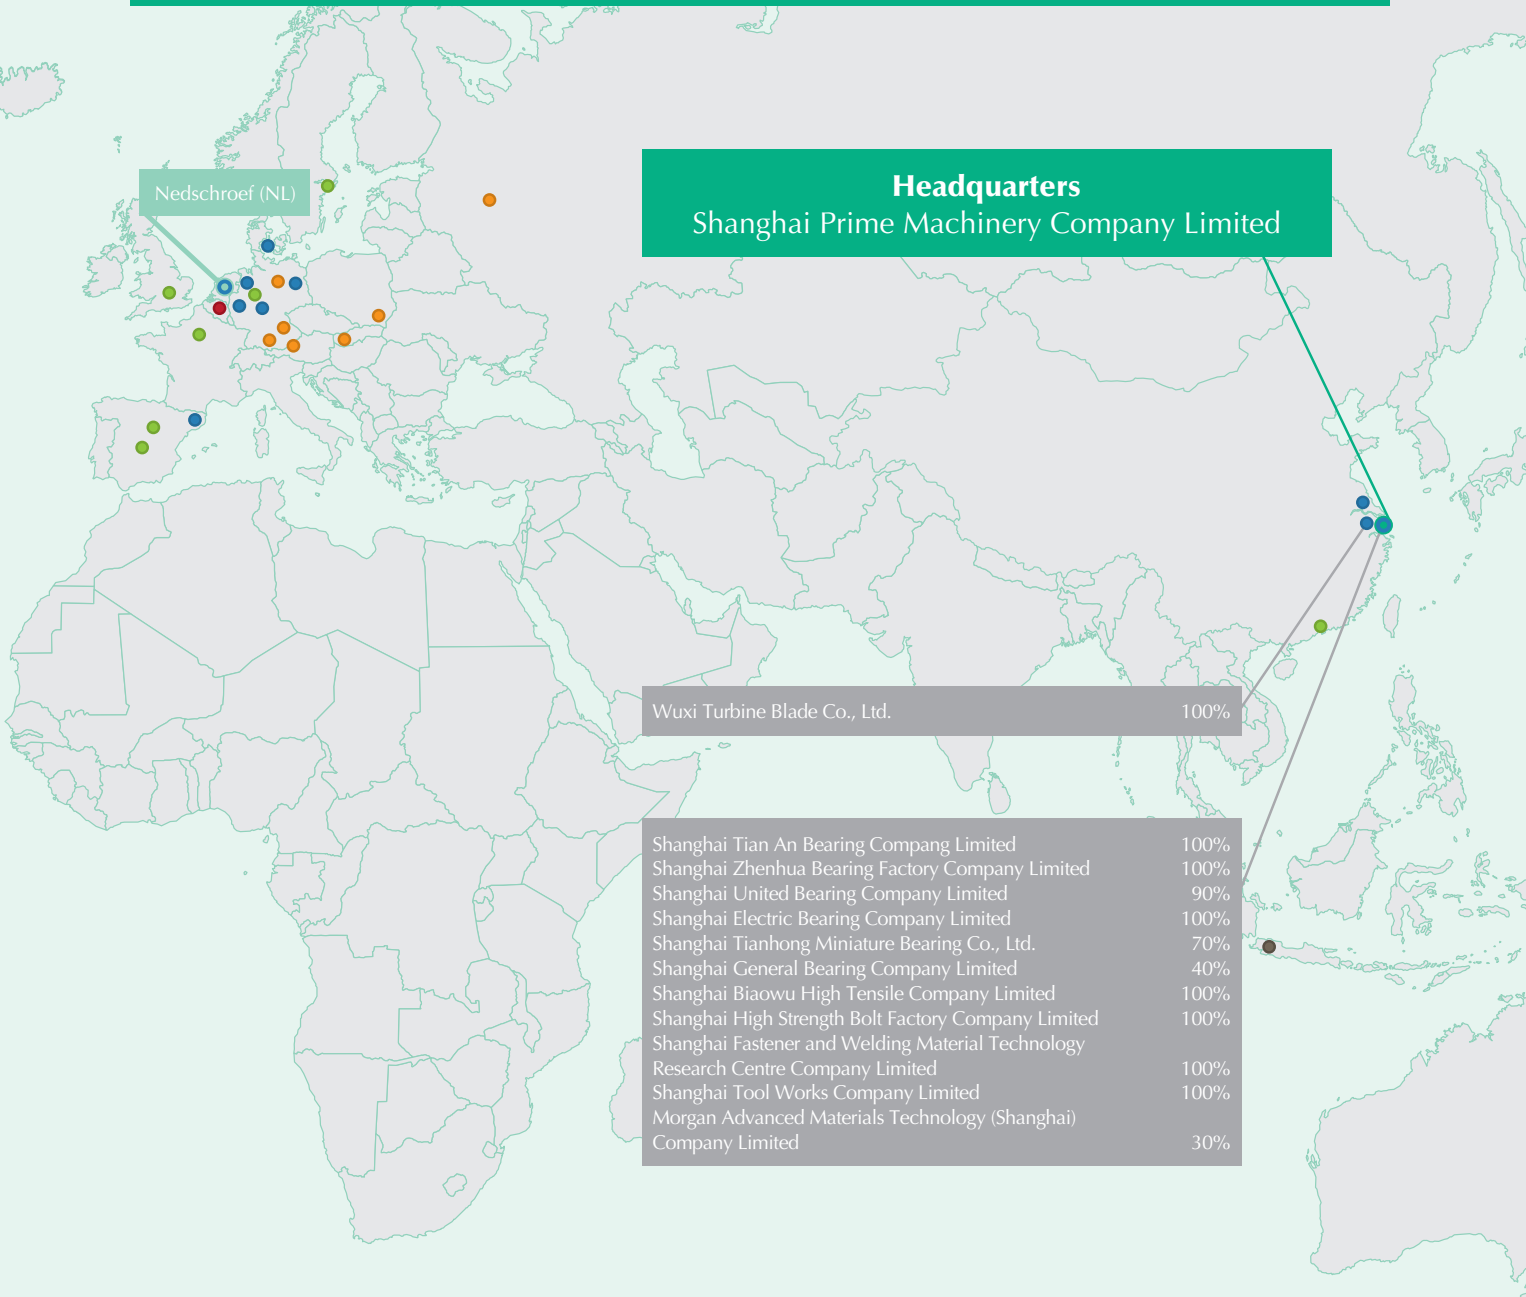 Nedschroef (NL)
Headquarters
Shanghai Prime Machinery Company Limited
Wuxi Turbine Blade Co., Ltd. 100%
Shanghai Tian An Bearing Compang Limited 100%
Shanghai Zhenhua Bearing Factory Company Limited 100%
Shanghai United Bearing Company Limited 90%
Shanghai Electric Bearing Company Limited 100%
Shanghai Tianhong Miniature Bearing Co., Ltd. 70%
Shanghai General Bearing Company Limited 40%
Shanghai Biaowu High Tensile Company Limited 100%
Shanghai High Strength Bolt Factory Company Limited 100%
Shanghai Fastener and Welding Material Technology
Research Centre Company Limited 100%
Shanghai Tool Works Company Limited 100%
Morgan Advanced Materials Technology (Shanghai)
Company Limited 30%